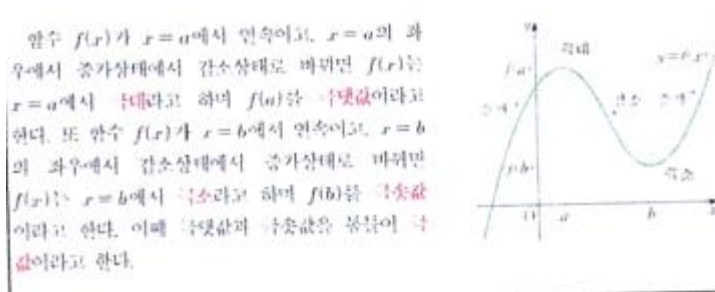 함수 f(x)가 x=a에서 연속이고, x=a의 좌
우에서 증가상태에서 감소상태로 바뀌면 f(x)는
x=a에서 극대라고 하며 f(a)를 극댓값이라고
한다. 또 함수 f(x)가 x=b에서 연속이고, x=b
의 좌우에서 감소상태에서 증가상태로 바뀌면
f(x)는 x=b에서 극소라고 하며 f(b)를 극솟값
이라고 한다. 이때 극댓값과 극솟값을 통틀어 극
값이라고 한다.
y
극대
f(a)
y=f(x)
증가
감소
증가
f(b)
극소
O
a
b